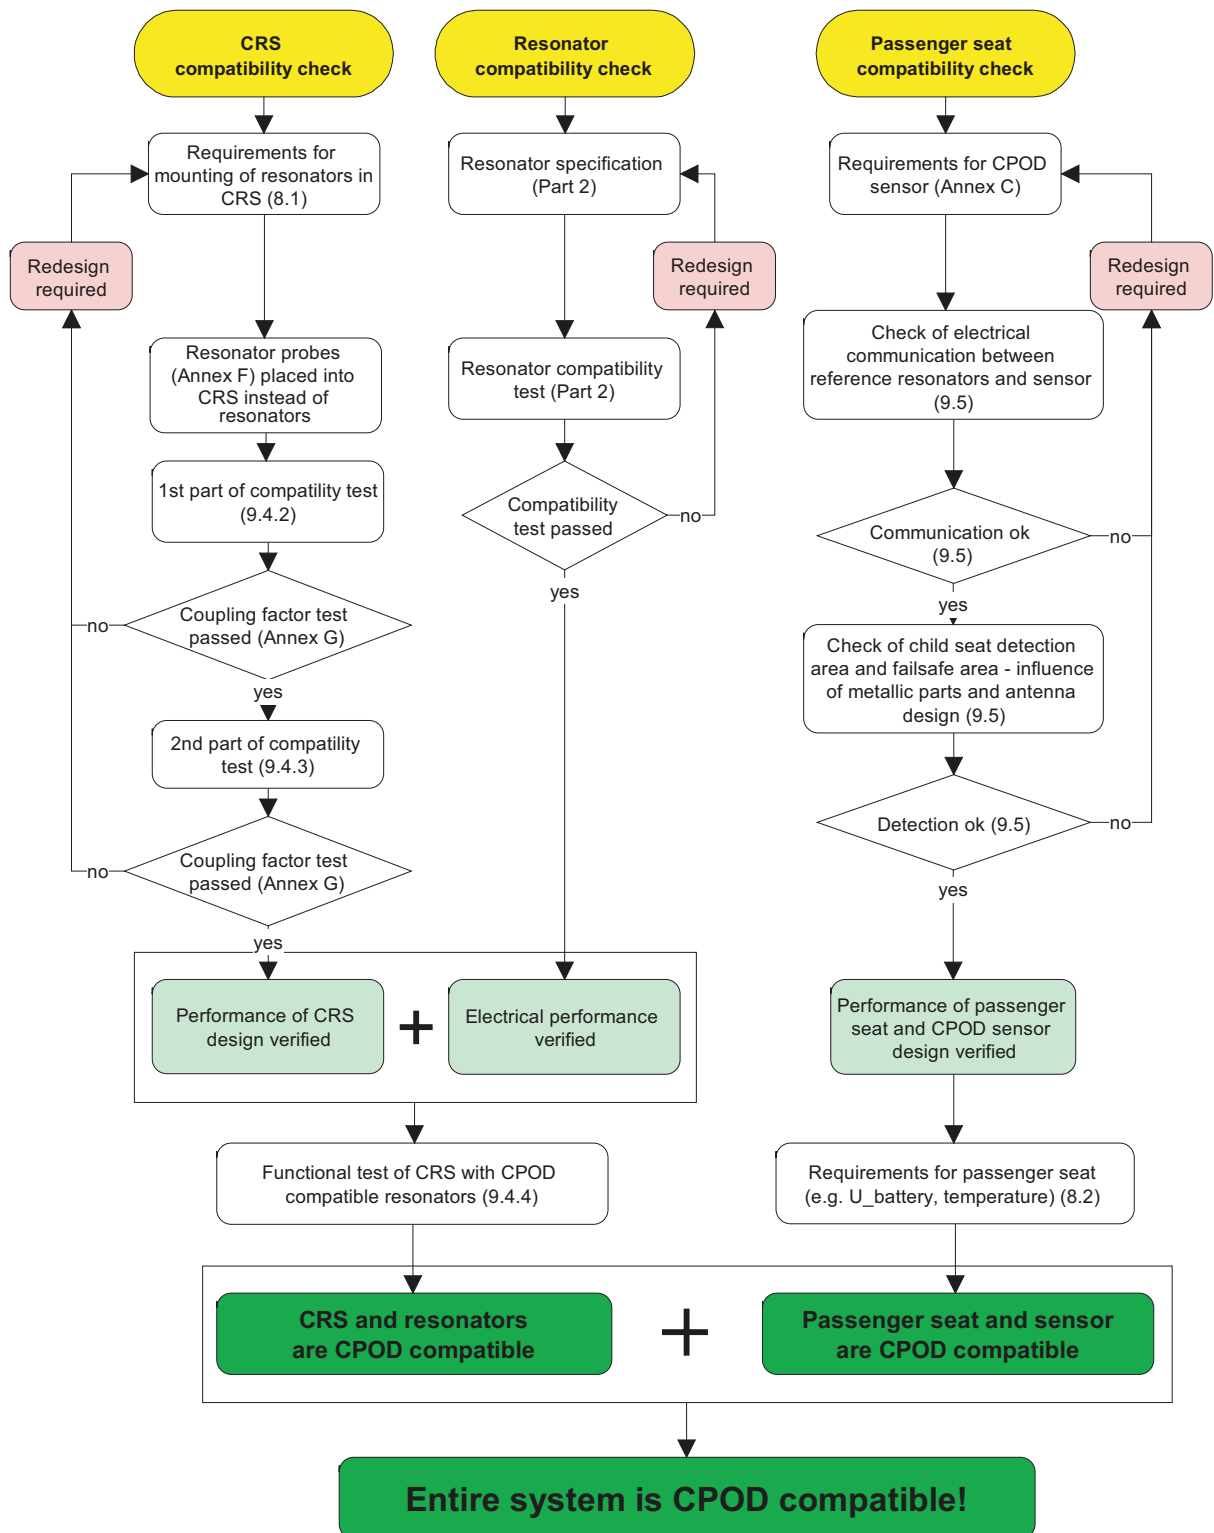 CRS
compatibility check
Resonator
compatibility check
Passenger seat
compatibility check
Requirements for
mounting of resonators in
CRS (8.1)
Resonator specification
(Part 2)
Requirements for CPOD
sensor (Annex C)
Redesign
required
Redesign
required
Redesign
required
Resonator probes
(Annex F) placed into
CRS instead of
resonators
Resonator compatibility
test (Part 2)
Check of electrical
communication between
reference resonators and sensor
(9.5)
1st part of compatility test
(9.4.2)
Compatibility
test passed
no
Communication ok
(9.5)
no
yes
yes
Coupling factor test
passed (Annex G)
no
yes
Check of child seat detection
area and failsafe area - influence
of metallic parts and antenna
design (9.5)
2nd part of compatility
test (9.4.3)
Detection ok (9.5)
no
yes
Coupling factor test
passed (Annex G)
no
yes
Performance of CRS
design verified
+
Electrical performance
verified
Performance of passenger
seat and CPOD sensor
design verified
Functional test of CRS with CPOD
compatible resonators (9.4.4)
Requirements for passenger seat
(e.g. U_battery, temperature) (8.2)
CRS and resonators
are CPOD compatible
+
Passenger seat and sensor
are CPOD compatible
Entire system is CPOD compatible!